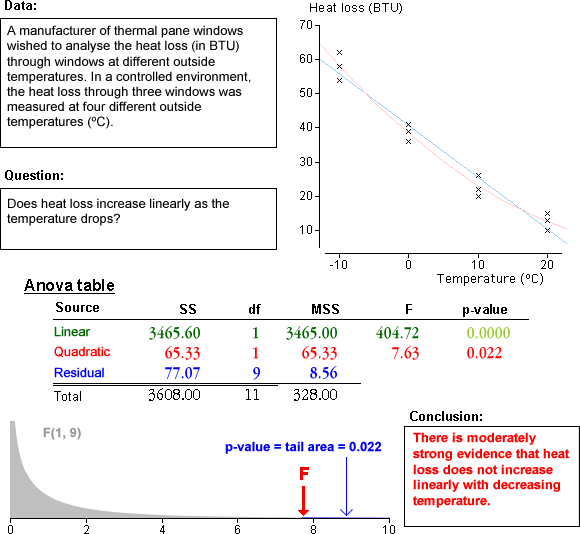 Data:
A manufacturer of thermal pane windows
wished to analyse the heat loss (in BTU)
through windows at different outside
temperatures. In a controlled environment,
the heat loss through three windows was
measured at four different outside
temperatures (ºC).
Question:
Does heat loss increase linearly as the
temperature drops?
Heat loss (BTU)
70
60
50
40
30
20
10
-10 0 10 20
Temperature (ºC)
Anova table
Source SS df MSS F p-value
Linear 3465.60 1 3465.00 404.72 0.0000
Quadratic 65.33 1 65.33 7.63 0.022
Residual 77.07 9 8.56
Total 3608.00 11 328.00
F(1, 9)
p-value = tail area = 0.022
F
0 2 4 6 8 10
Conclusion:
There is moderately
strong evidence that heat
loss does not increase
linearly with decreasing
temperature.